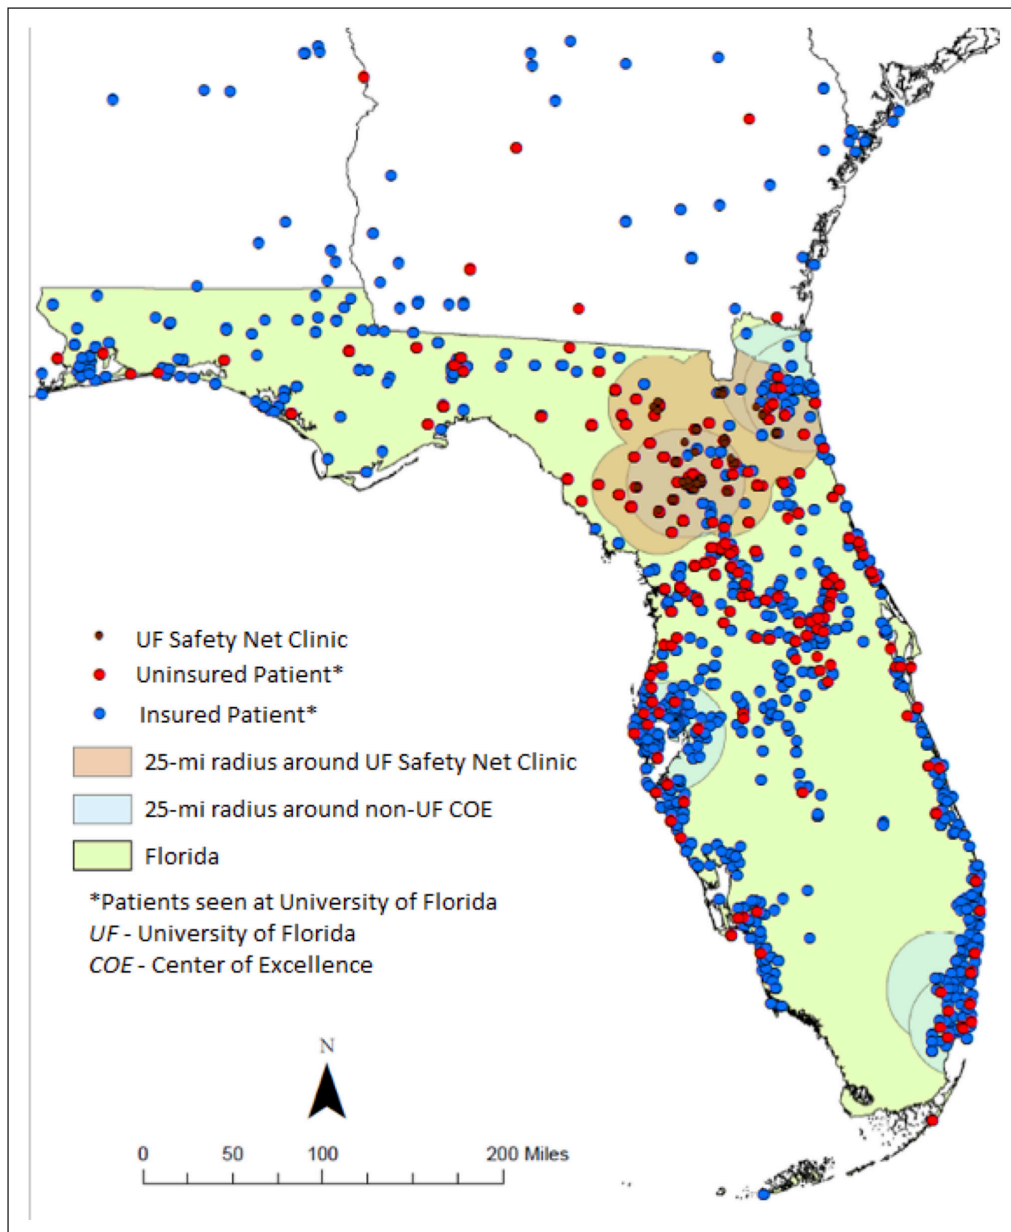 UF Safety Net Clinic
Uninsured Patient*
Insured Patient*
25-mi radius around UF Safety Net Clinic
25-mi radius around non-UF COE
Florida
*Patients seen at University of Florida
UF - University of Florida
COE - Center of Excellence
N
0 50 100 200 Miles